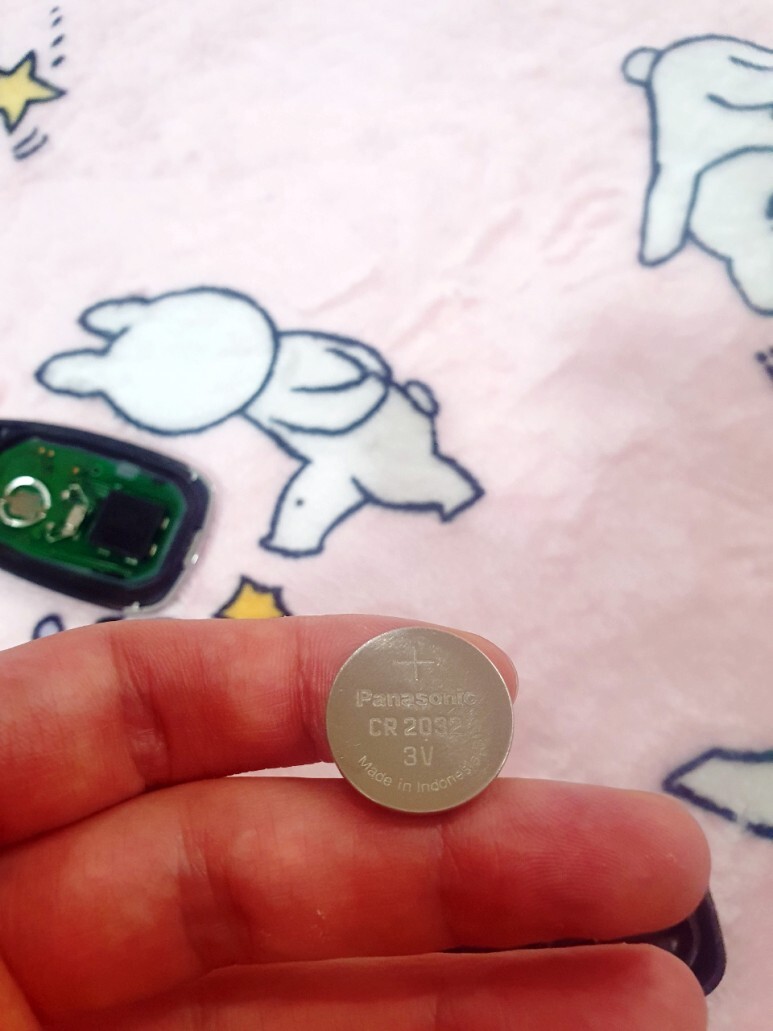 +
Panasonic
CR 2032
3V
Made in Indonesia